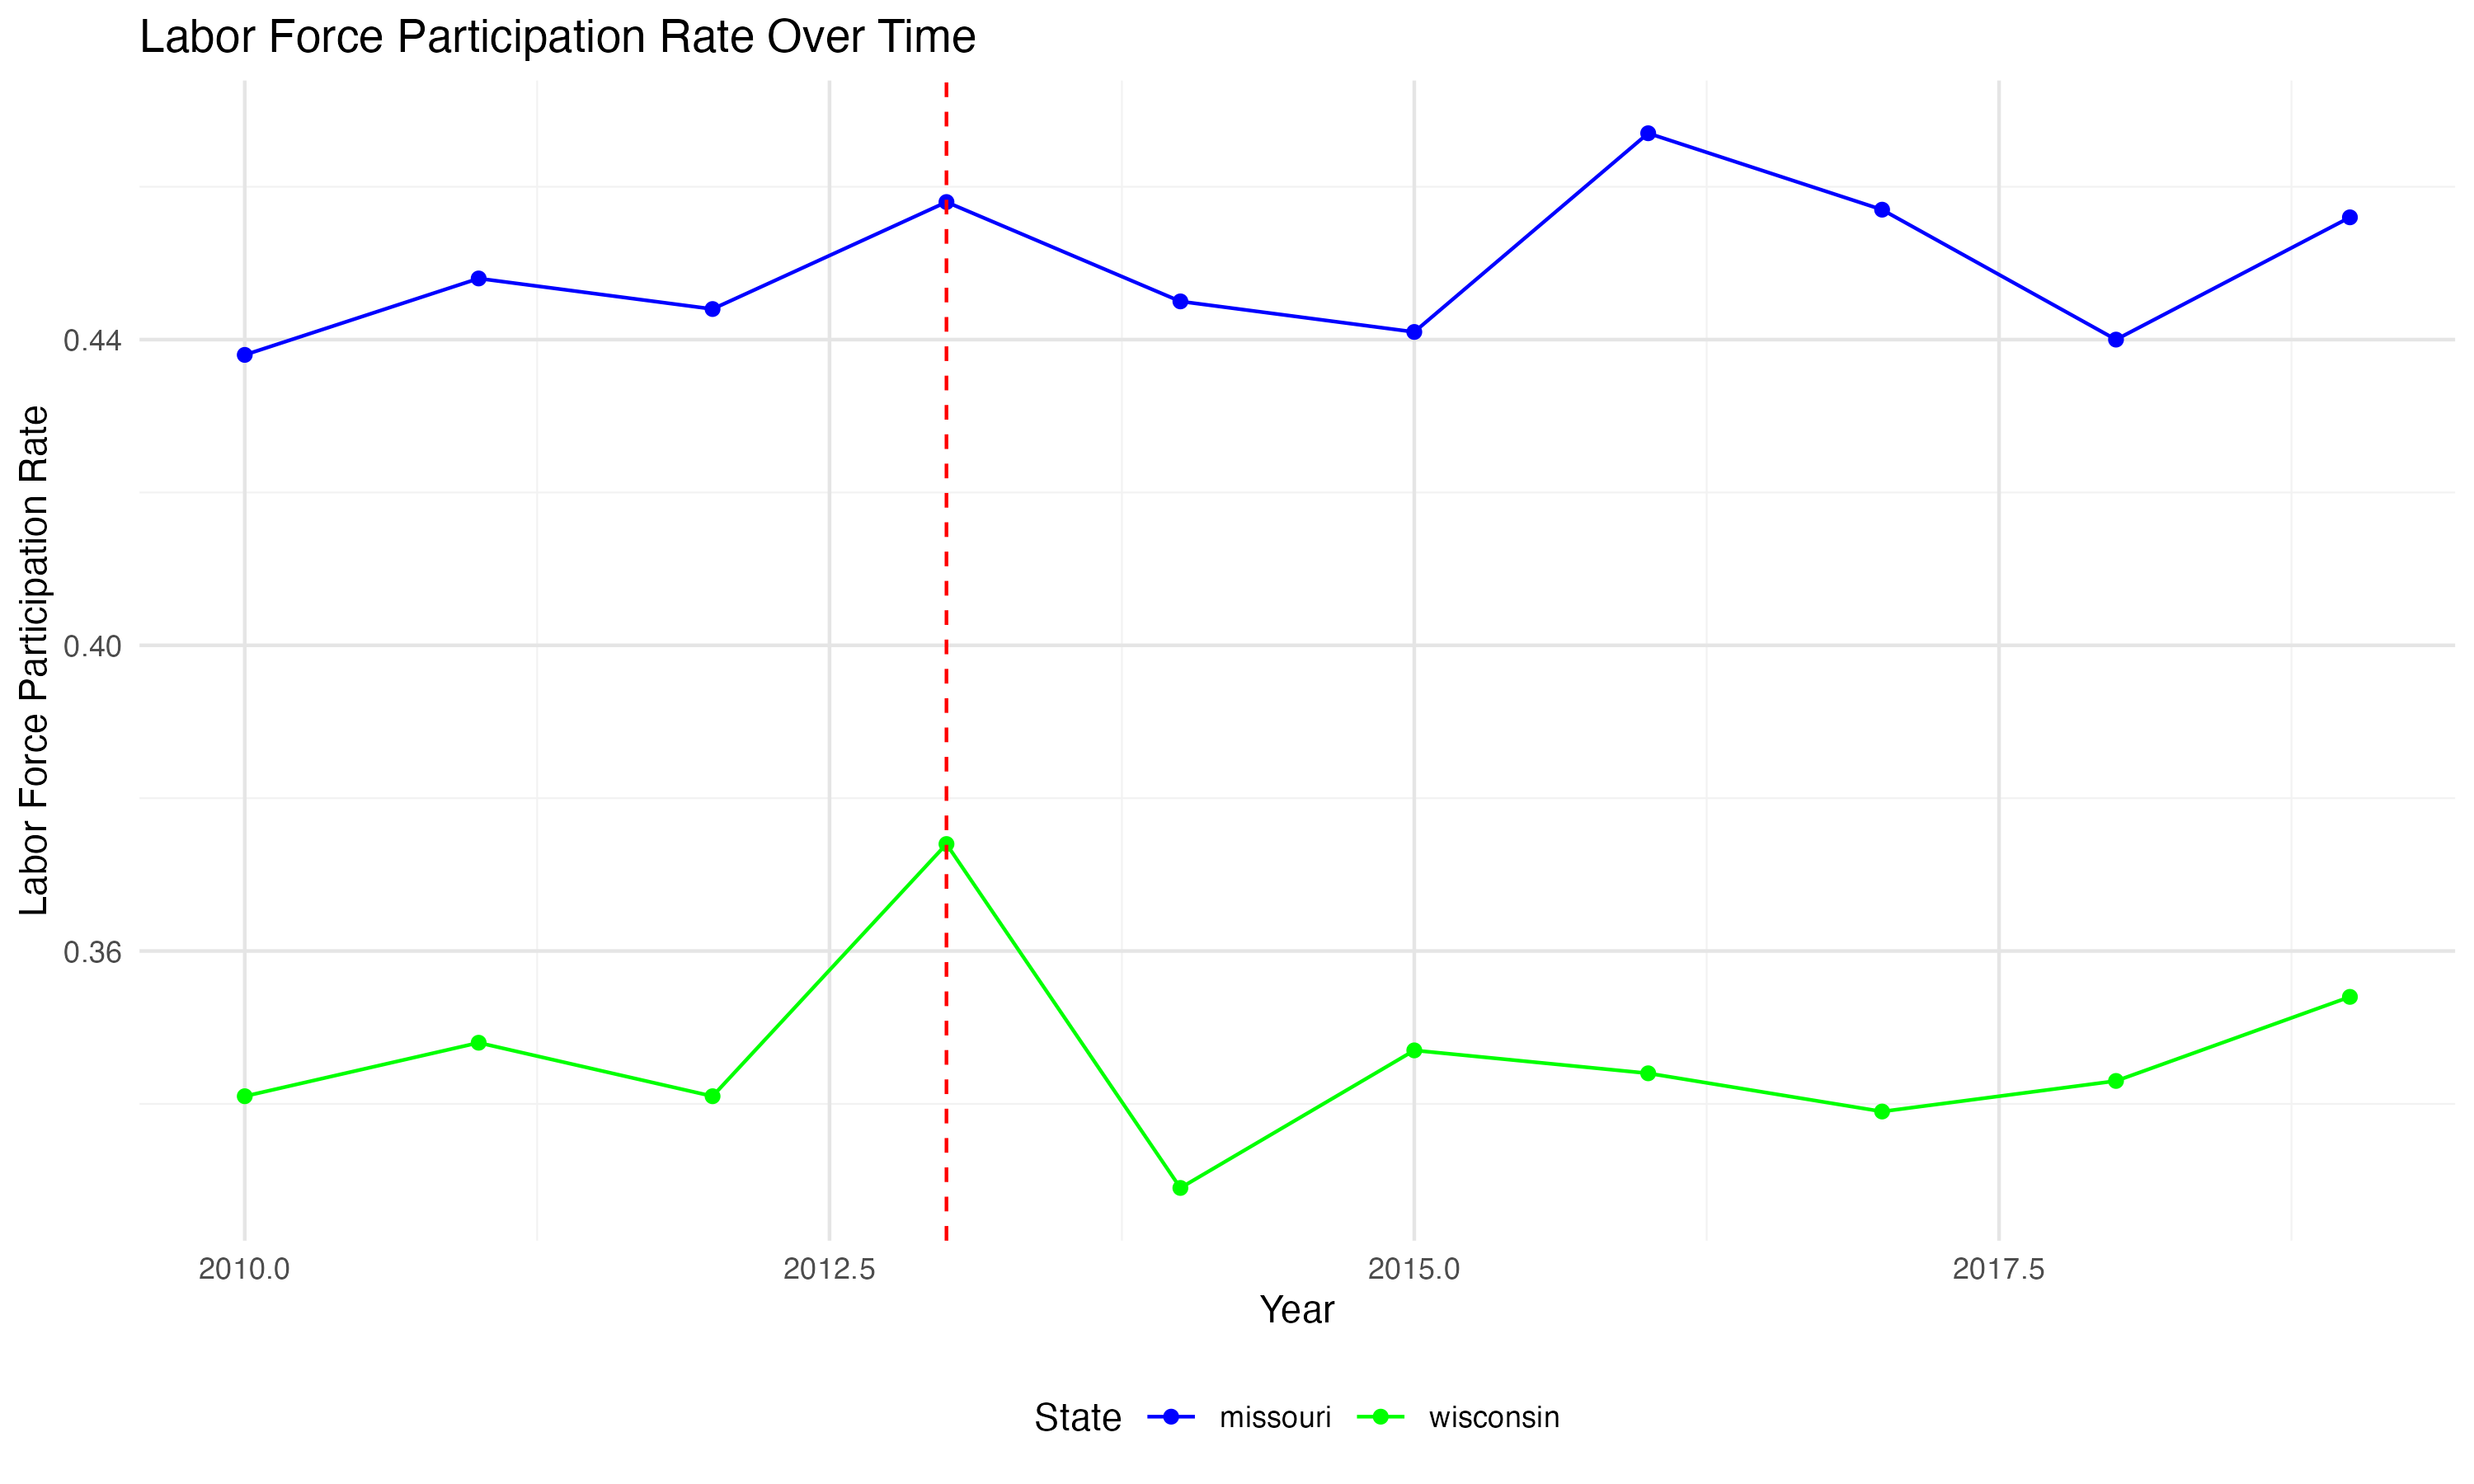 Labor Force Participation Rate Over Time
Labor Force Participation Rate
0.44
0.40
0.36
2010.0 2012.5 2015.0 2017.5
Year
State missouri wisconsin